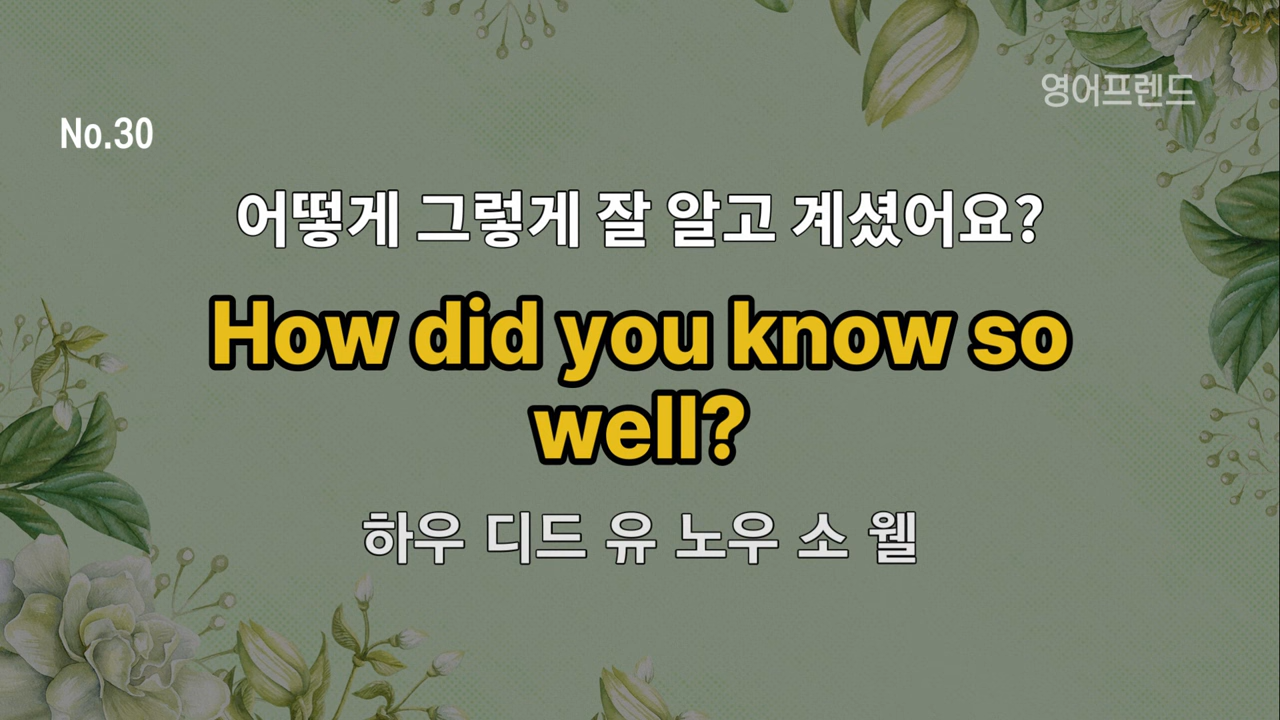 영어프렌드
No.30
어떻게 그렇게 잘 알고 계셨어요?
How did you know so
well?
하우 디드 유 노우 소 웰